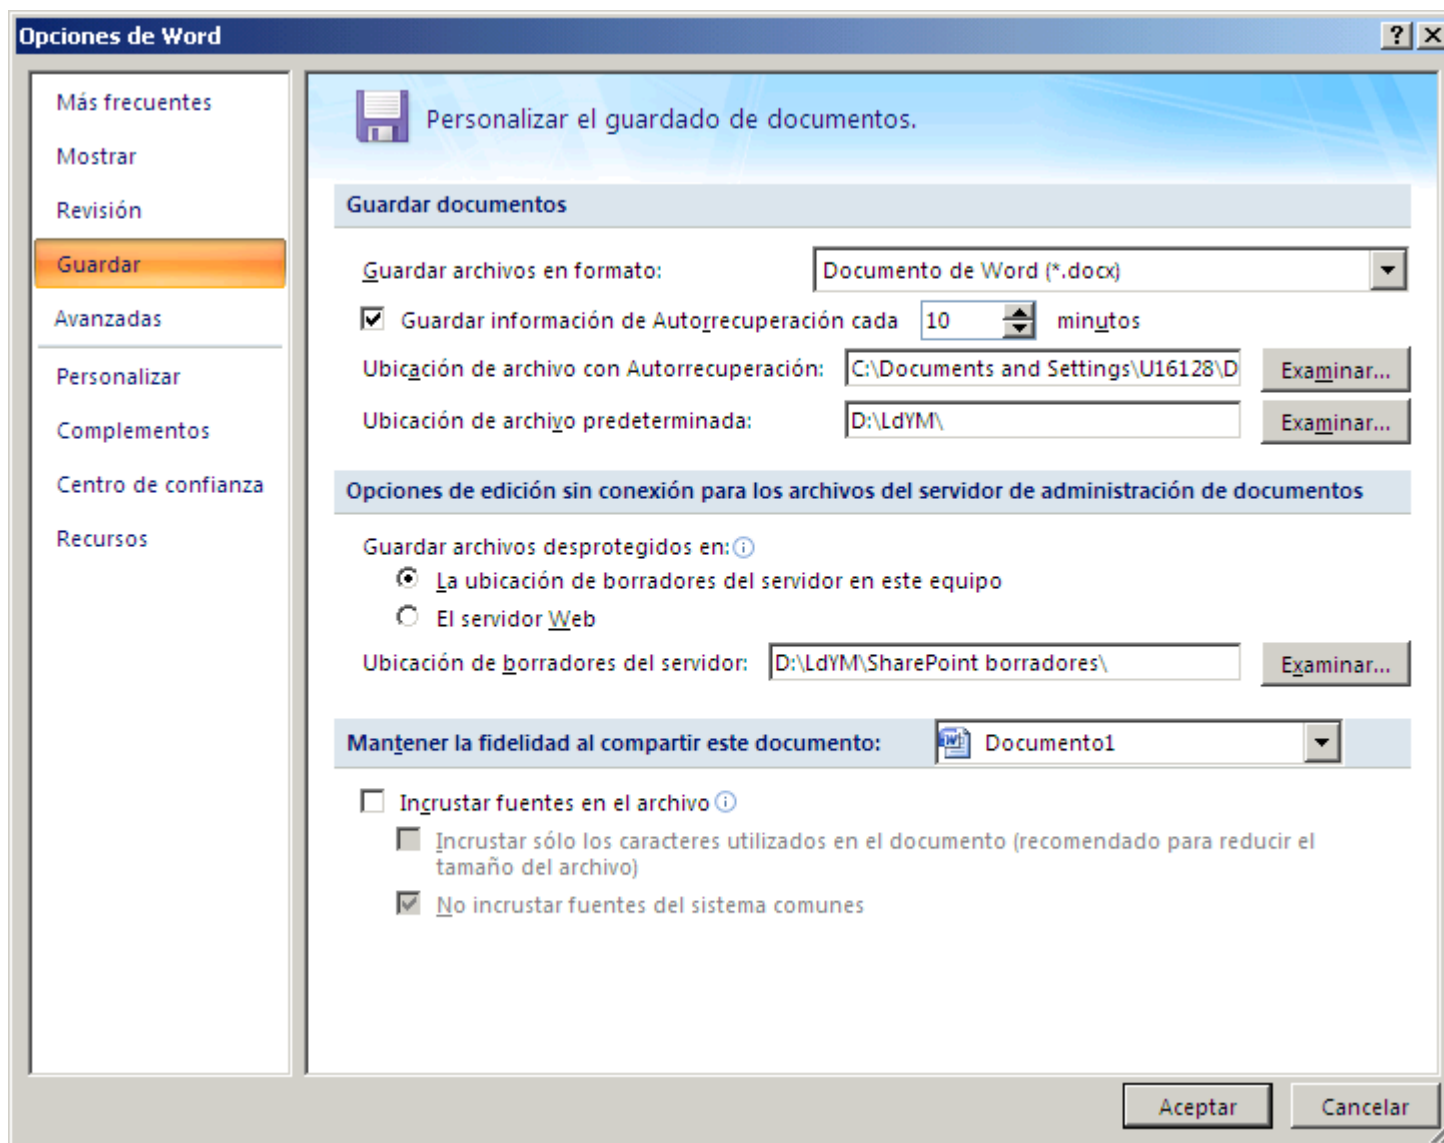 Opciones de Word
Más frecuentes
Mostrar
Revisión
Guardar
Avanzadas
Personalizar
Complementos
Centro de confianza
Recursos
Personalizar el guardado de documentos.
Guardar documentos
Guardar archivos en formato: Documento de Word (*.docx)
Guardar información de Autorrecuperación cada 10 minutos
Ubicación de archivo con Autorrecuperación: C:\Documents and Settings\U16128\D Examinar...
Ubicación de archivo predeterminada: D:\LdYM\ Examinar...
Opciones de edición sin conexión para los archivos del servidor de administración de documentos
Guardar archivos desprotegidos en:
La ubicación de borradores del servidor en este equipo
El servidor Web
Ubicación de borradores del servidor: D:\LdYM\SharePoint borradores\ Examinar...
Mantener la fidelidad al compartir este documento: Documento1
Incrustar fuentes en el archivo
Incrustar sólo los caracteres utilizados en el documento (recomendado para reducir el
tamaño del archivo)
No incrustar fuentes del sistema comunes
Aceptar Cancelar